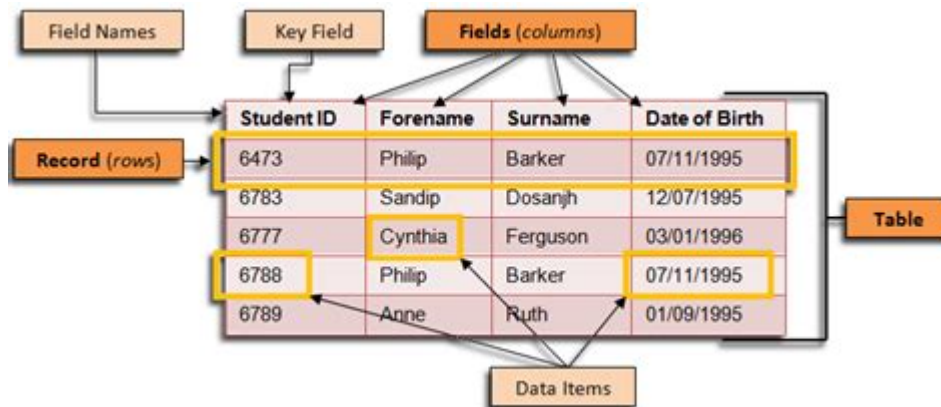 Field Names
Key Field
Fields (columns)
Student ID Forename Surname Date of Birth
Record (rows)
6473 Philip Barker 07/11/1995
6783 Sandip Dosanjh 12/07/1995
6777 Cynthia Ferguson 03/01/1996
6788 Philip Barker 07/11/1995
6789 Anne Ruth 01/09/1995
Table
Data Items